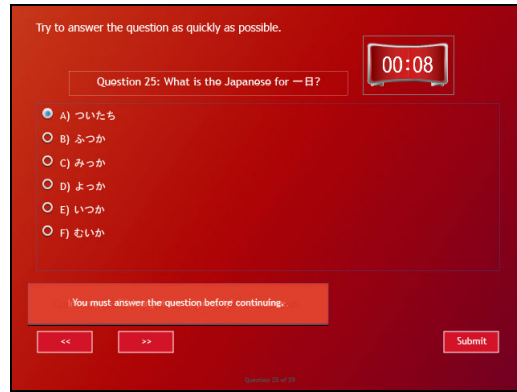 Try to answer the question as quickly as possible.
00:08
Question 25: What is the Japanese for 一日?
A) ついたち
B) ふつか
C) みっか
D) よっか
E) いつか
F) むいか
You must answer the question before continuing.
<<
>>
Submit